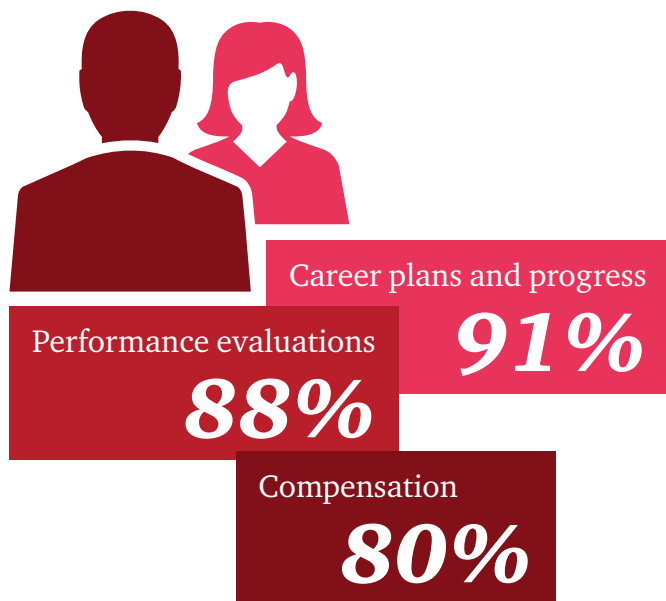 Career plans and progress
91%
Performance evaluations
88%
Compensation
80%